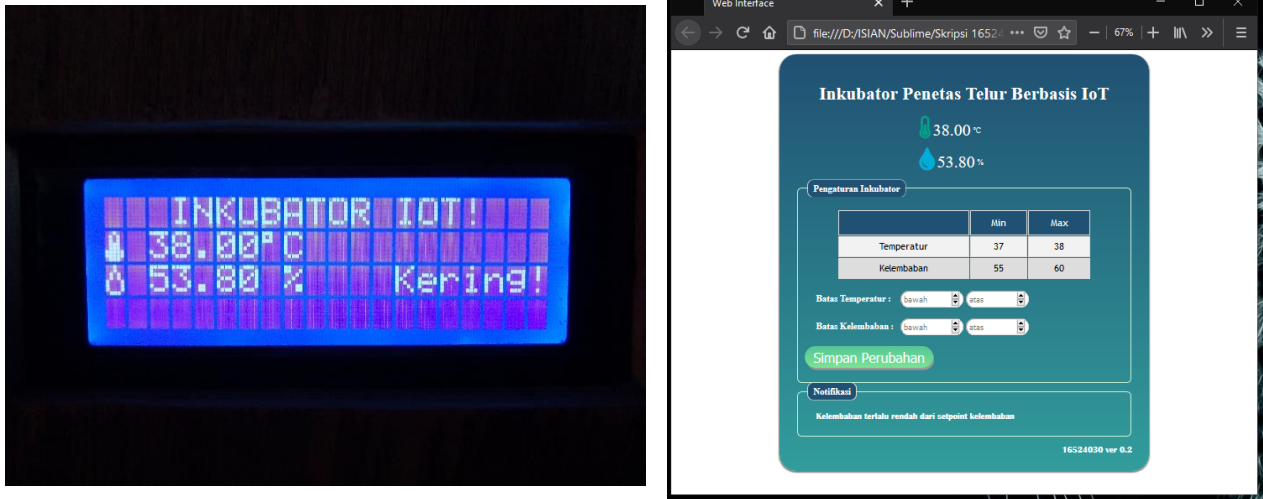 INKUBATOR IOT!
38.00°C
53.80 % Kering!
Web Interface
file:///D:/ISIAN/Sublime/Skripsi 16524
67%
Inkubator Penetas Telur Berbasis IoT
38.00 °C
53.80 %
Pengaturan Inkubator
Min Max
Temperatur 37 38
Kelembaban 55 60
Batas Temperatur : bawah atas
Batas Kelembaban : bawah atas
Simpan Perubahan
Notifikasi
Kelembaban terlalu rendah dari setpoint kelembaban
16524030 ver 0.2